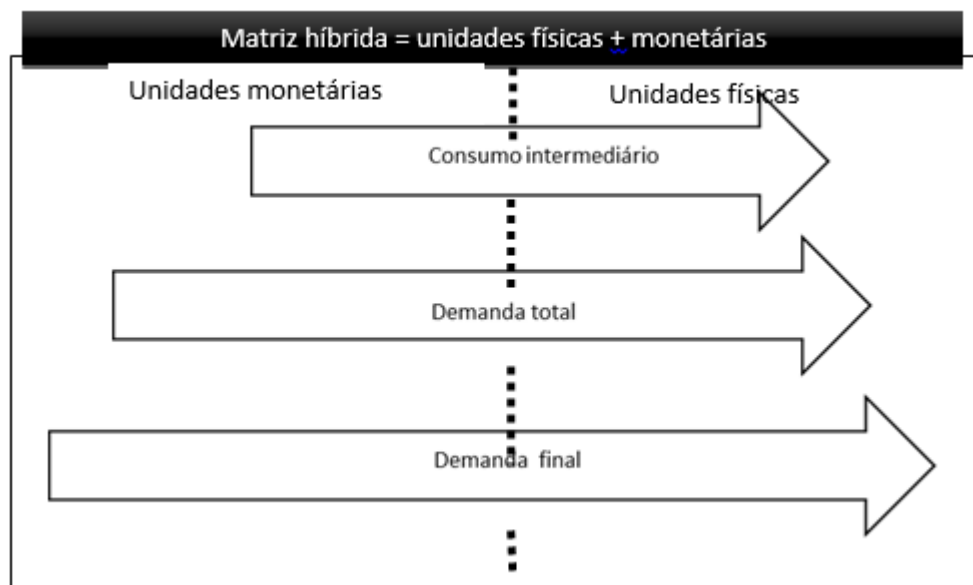 Matriz híbrida = unidades físicas + monetárias
Unidades monetárias
Unidades físicas
Consumo intermediário
Demanda total
Demanda final